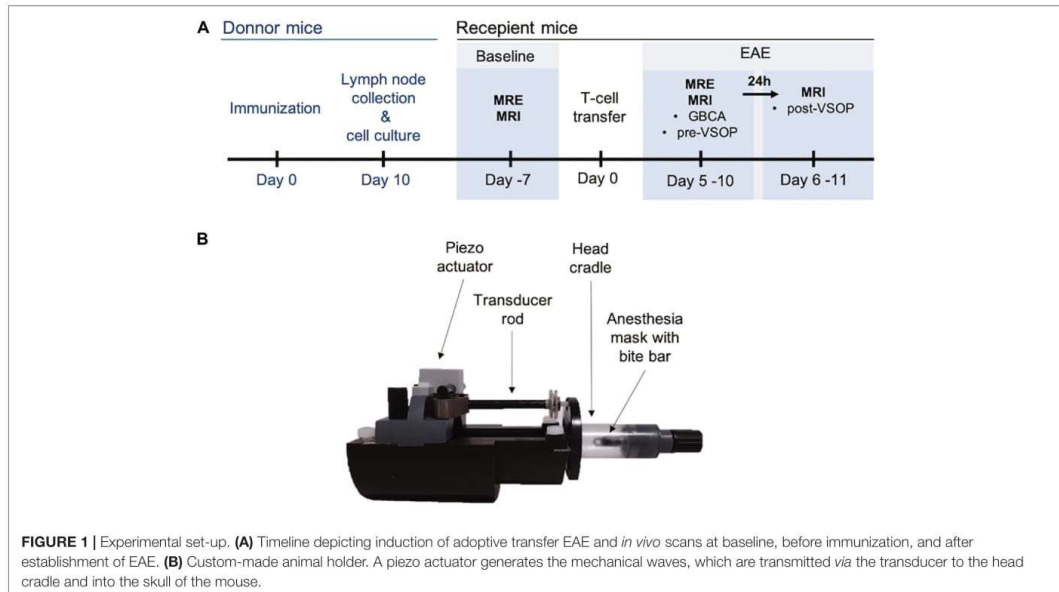 A
Donnor mice
Recepient mice
Baseline
EAE
Immunization
Lymph node
collection
&
cell culture
MRE
MRI
T-cell
transfer
MRE
MRI
• GBCA
• pre-VSOP
24h
MRI
• post-VSOP
Day 0
Day 10
Day -7
Day 0
Day 5 -10
Day 6 -11
B
Piezo
actuator
Transducer
rod
Head
cradle
Anesthesia
mask with
bite bar
FIGURE 1 | Experimental set-up. (A) Timeline depicting induction of adoptive transfer EAE and in vivo scans at baseline, before immunization, and after
establishment of EAE. (B) Custom-made animal holder. A piezo actuator generates the mechanical waves, which are transmitted via the transducer to the head
cradle and into the skull of the mouse.